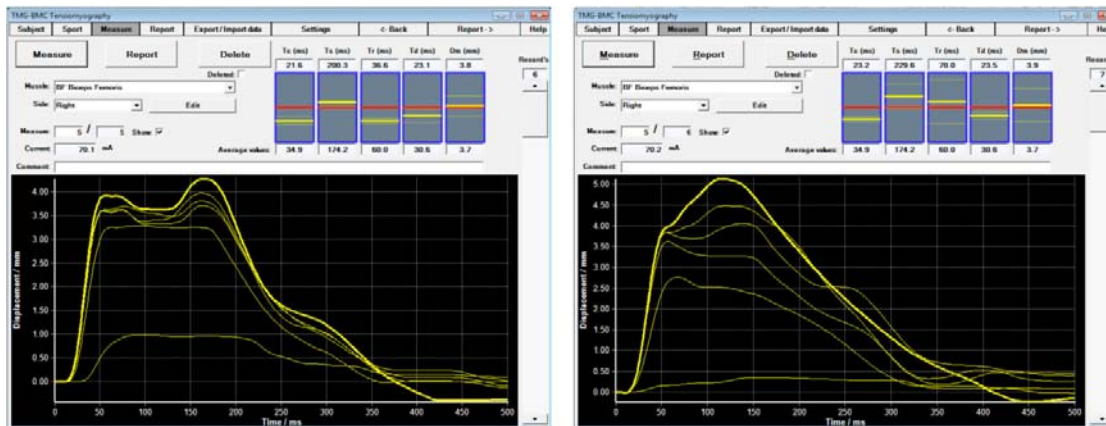 TMG-BMC Tensiomyography
Subject Sport Measure Report Export/Import data Settings <- Back Report -> Help
Measure Report Delete
Tc (ms) Ts (ms) Tr (ms) Td (ms) Dm (mm)
21.6 200.3 36.6 23.1 3.8
Record's
6
Deleted:
Muscle: BF Biceps Femoris
Side: Right Edit
Measure: 5 / 5 Show
Current: 70.1 mA
Average values: 34.9 174.2 60.0 30.6 3.7
Comment:
Displacement / mm
4.00
3.50
3.00
2.50
2.00
1.50
1.00
0.50
0.00
0 50 100 150 200 250 300 350 400 450 500
Time / ms
TMG-BMC Tensiomyography
Subject Sport Measure Report Export/Import data Settings <- Back Report -> Help
Measure Report Delete
Tc (ms) Ts (ms) Tr (ms) Td (ms) Dm (mm)
23.2 229.6 70.0 23.5 3.9
7
Deleted:
Muscle: BF Biceps Femoris
Side: Right Edit
Measure: 5 / 6 Show
Current: 70.2 mA
Average values: 34.9 174.2 60.0 30.6 3.7
Comment:
Displacement / mm
5.00
4.50
4.00
3.50
3.00
2.50
2.00
1.50
1.00
0.50
0.00
0 50 100 150 200 250 300 350 400 450 500
Time / ms